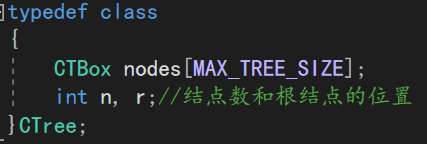 typedef class
{
CTBox nodes[MAX_TREE_SIZE];
int n, r;//结点数和根结点的位置
}CTree;